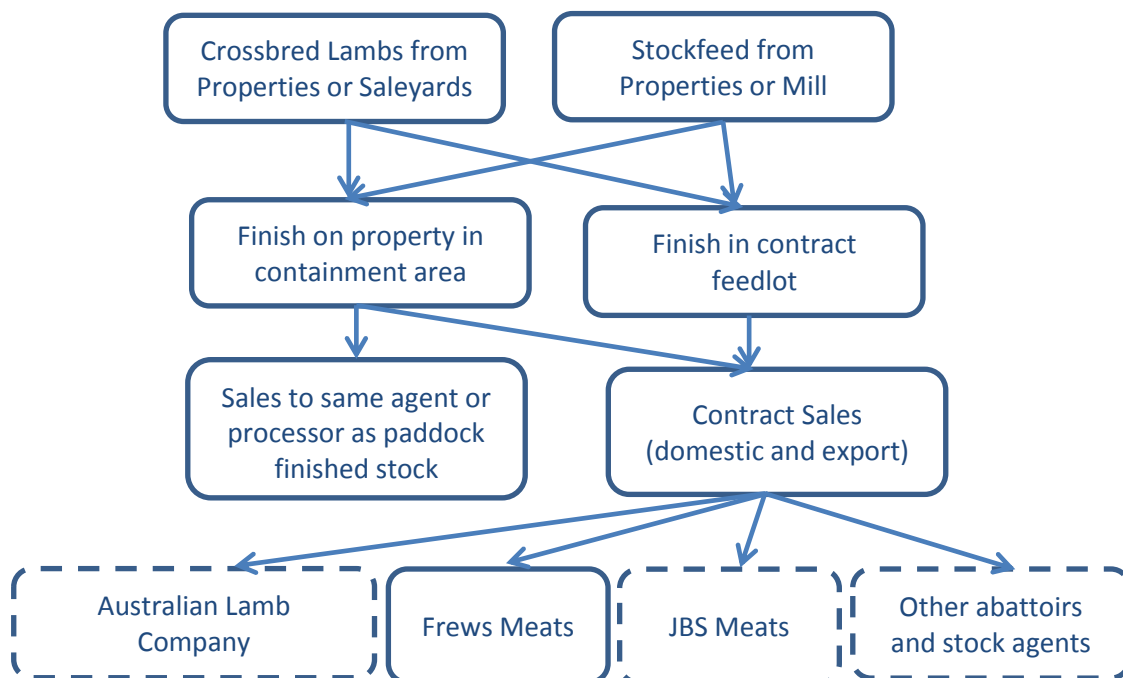 Crossbred Lambs from
Properties or Saleyards
Stockfeed from
Properties or Mill
Finish on property in
containment area
Finish in contract
feedlot
Sales to same agent or
processor as paddock
finished stock
Contract Sales
(domestic and export)
Australian Lamb
Company
Frews Meats
JBS Meats
Other abattoirs
and stock agents